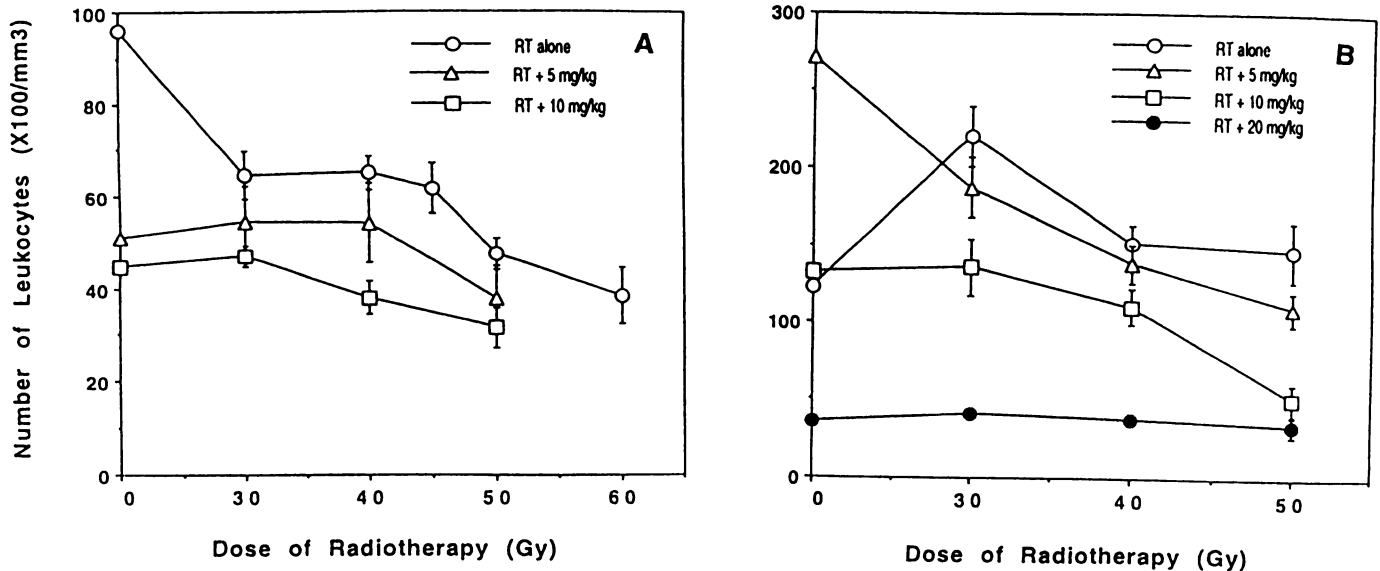 Number of Leukocytes (X100/mm3)
100
80
60
40
20
0
A
RT alone
RT + 5 mg/kg
RT + 10 mg/kg
0 30 40 50 60
Dose of Radiotherapy (Gy)
300
200
100
0
B
RT alone
RT + 5 mg/kg
RT + 10 mg/kg
RT + 20 mg/kg
0 30 40 50
Dose of Radiotherapy (Gy)